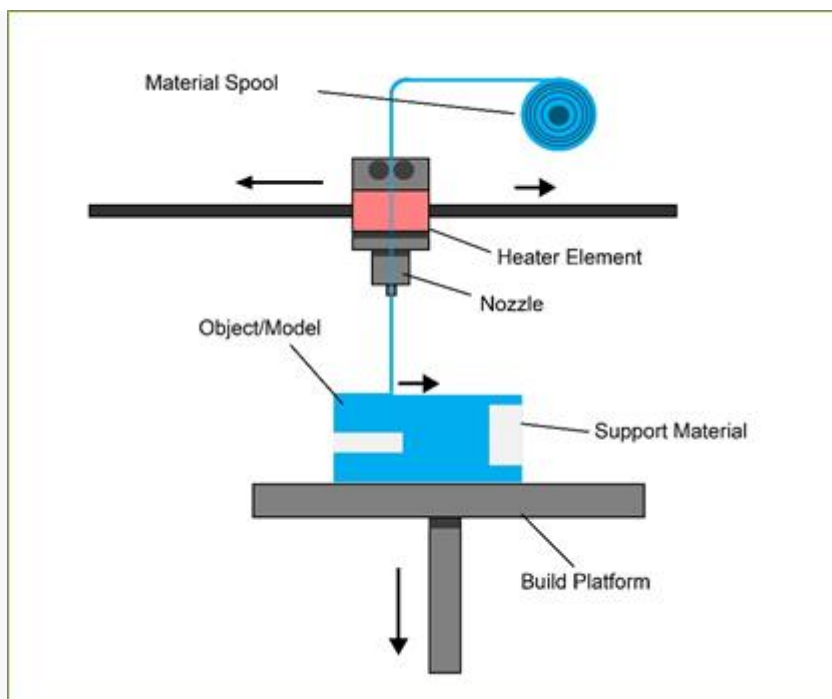 Material Spool
Heater Element
Nozzle
Object/Model
Support Material
Build Platform